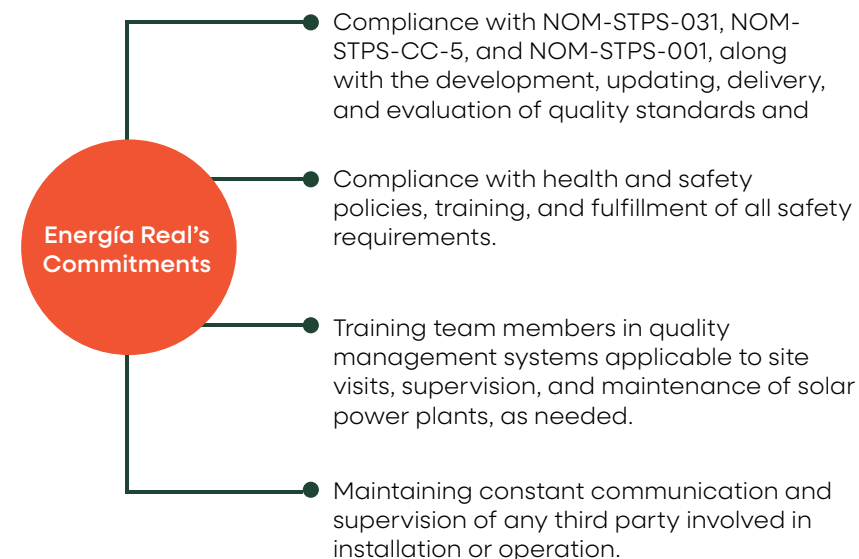 Compliance with NOM-STPS-031, NOM-
STPS-CC-5, and NOM-STPS-001, along
with the development, updating, delivery,
and evaluation of quality standards and
Compliance with health and safety
policies, training, and fulfillment of all safety
requirements.
Energía Real’s
Commitments
Training team members in quality
management systems applicable to site
visits, supervision, and maintenance of solar
power plants, as needed.
Maintaining constant communication and
supervision of any third party involved in
installation or operation.